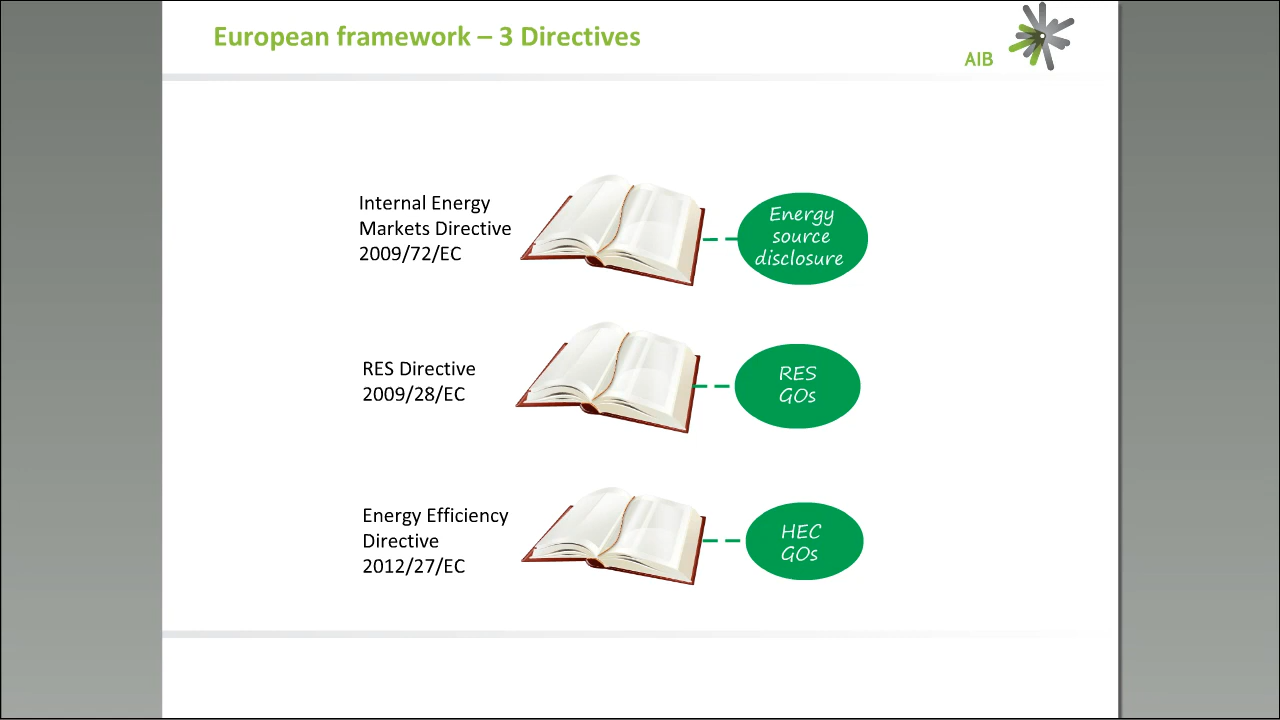 European framework – 3 Directives
AIB
Internal Energy
Markets Directive
2009/72/EC
Energy
source
disclosure
RES Directive
2009/28/EC
RES
GOs
Energy Efficiency
Directive
2012/27/EC
HEC
GOs